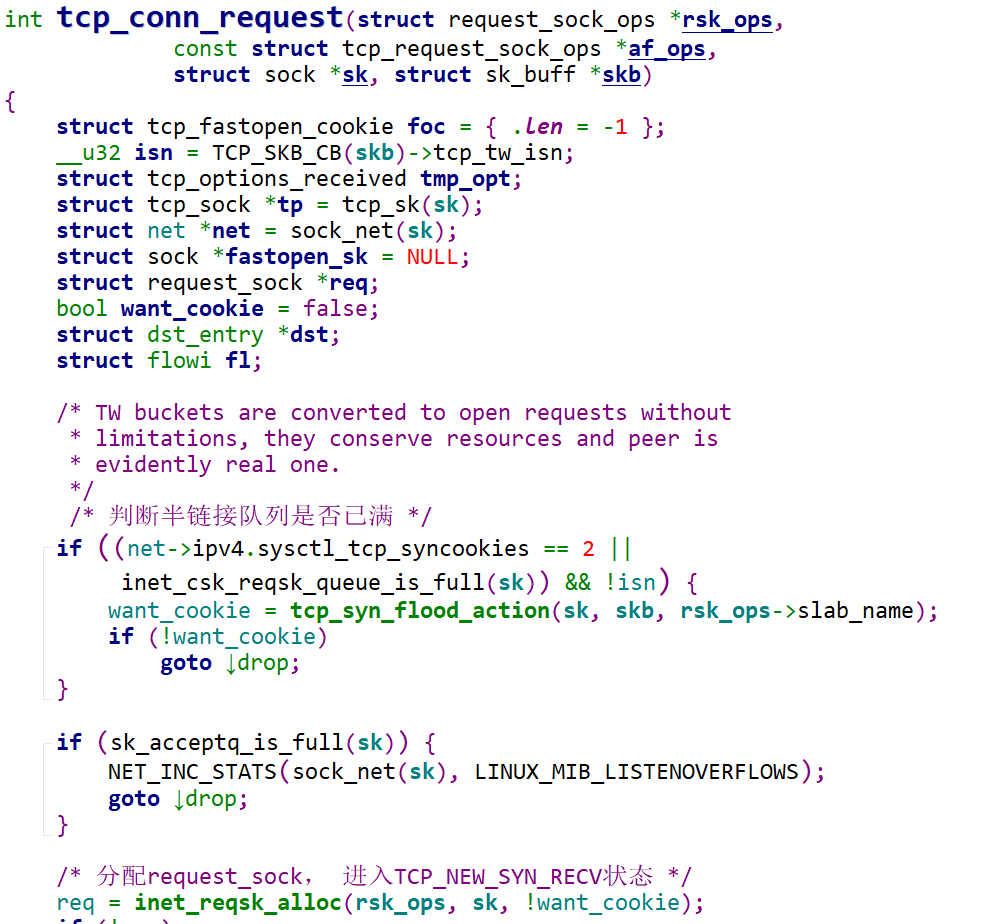 int tcp_conn_request(struct request_sock_ops *rsk_ops,
const struct tcp_request_sock_ops *af_ops,
struct sock *sk, struct sk_buff *skb)
{
struct tcp_fastopen_cookie foc = { .len = -1 };
__u32 isn = TCP_SKB_CB(skb)->tcp_tw_isn;
struct tcp_options_received tmp_opt;
struct tcp_sock *tp = tcp_sk(sk);
struct net *net = sock_net(sk);
struct sock *fastopen_sk = NULL;
struct request_sock *req;
bool want_cookie = false;
struct dst_entry *dst;
struct flowi fl;
/* TW buckets are converted to open requests without
* limitations, they conserve resources and peer is
* evidently real one.
*/
/* 判断半链接队列是否已满 */
if ((net->ipv4.sysctl_tcp_syncookies == 2 ||
inet_csk_reqsk_queue_is_full(sk)) && !isn) {
want_cookie = tcp_syn_flood_action(sk, skb, rsk_ops->slab_name);
if (!want_cookie)
goto ↓drop;
}
if (sk_acceptq_is_full(sk)) {
NET_INC_STATS(sock_net(sk), LINUX_MIB_LISTENOVERFLOWS);
goto ↓drop;
}
/* 分配request_sock， 进入TCP_NEW_SYN_RECV状态 */
req = inet_reqsk_alloc(rsk_ops, sk, !want_cookie);